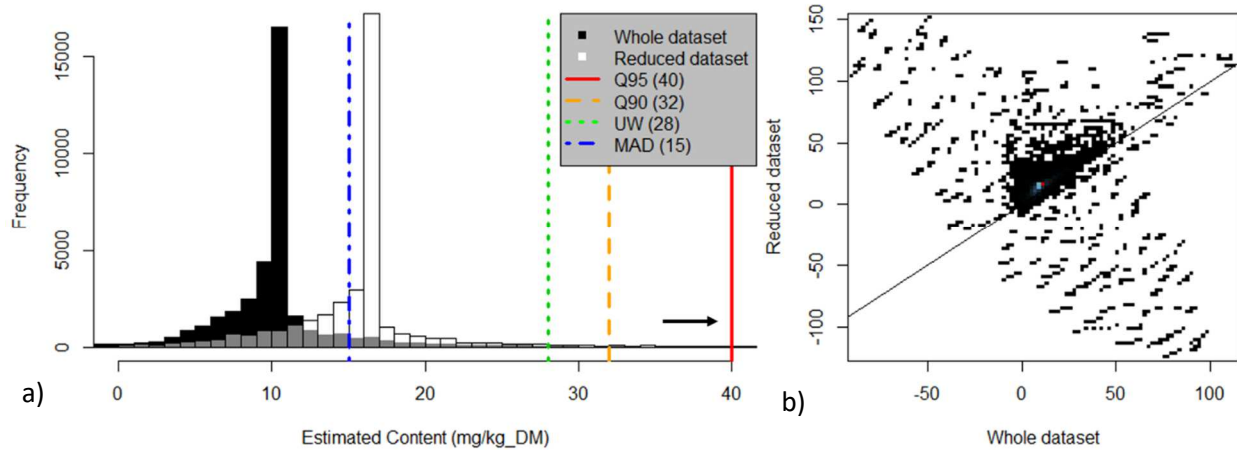 Frequency
15000
10000
5000
0
Whole dataset
Reduced dataset
Q95 (40)
Q90 (32)
UW (28)
MAD (15)
0 10 20 30 40
Estimated Content (mg/kg_DM)
a)
Reduced dataset
150
100
50
0
-50
-100
-50 0 50 100
Whole dataset
b)